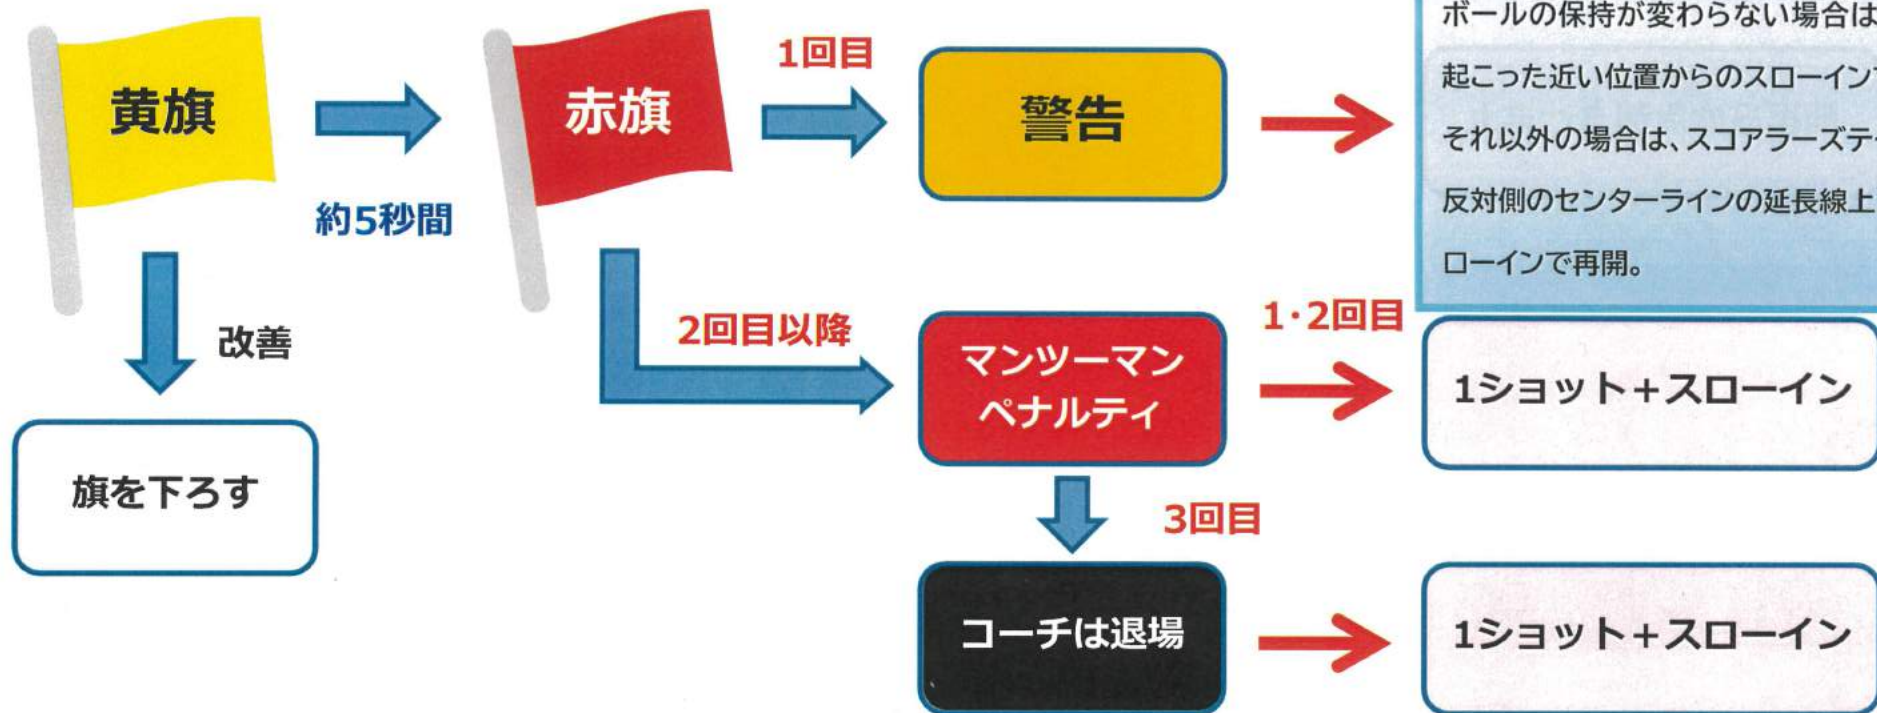 黄旗
約5秒間
改善
旗を下ろす
赤旗
1回目
警告
ボールの保持が変わらない場合は
起こった近い位置からのスローイン
それ以外の場合は、スコアラーズテ
反対側のセンターラインの延長線上
ローインで再開。
2回目以降
マンツーマン
ペナルティ
1・2回目
1ショット+スローイン
3回目
コーチは退場
1ショット+スローイン